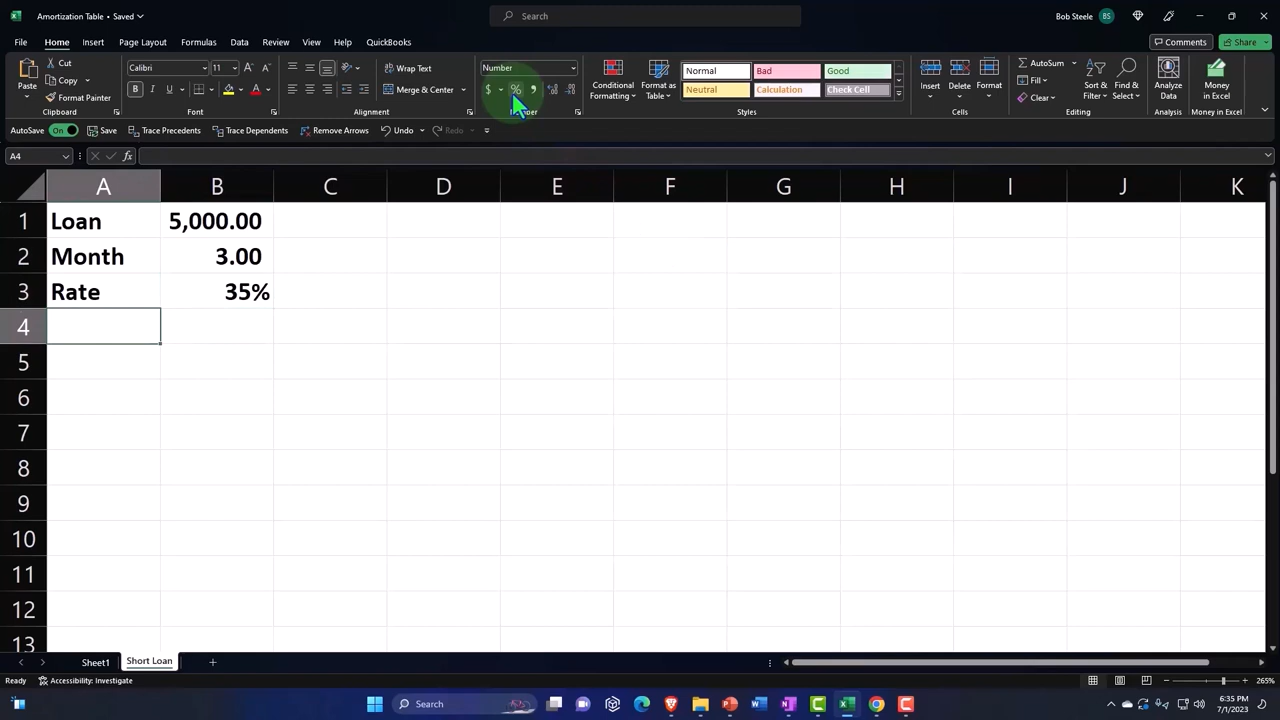 Amortization Table • Saved
Search
Bob Steele BS
File Home Insert Draw Page Layout Formulas Data Review View Help QuickBooks
Comments Share
Paste
Cut
Copy
Format Painter
Clipboard
Calibri 11
Font
Wrap Text
Merge & Center
Alignment
Number
Conditional Formatting
Format as Table
Normal Bad Good
Neutral Calculation Check Cell
Styles
Insert Delete Format
Cells
AutoSum
Fill
Clear
Sort & Filter
Find & Select
Editing
Analyze Data
Analysis
Money in Excel
Money in Excel
AutoSave On Save Trace Precedents Trace Dependents Remove Arrows Undo Redo
A4 fx
A B C D E F G H I J K
1 Loan 5,000.00
2 Month 3.00
3 Rate 35%
4
5
6
7
8
9
10
11
12
13
Sheet1 Short Loan
Ready Accessibility: Investigate 265%
Search
6:35 PM
7/1/2023